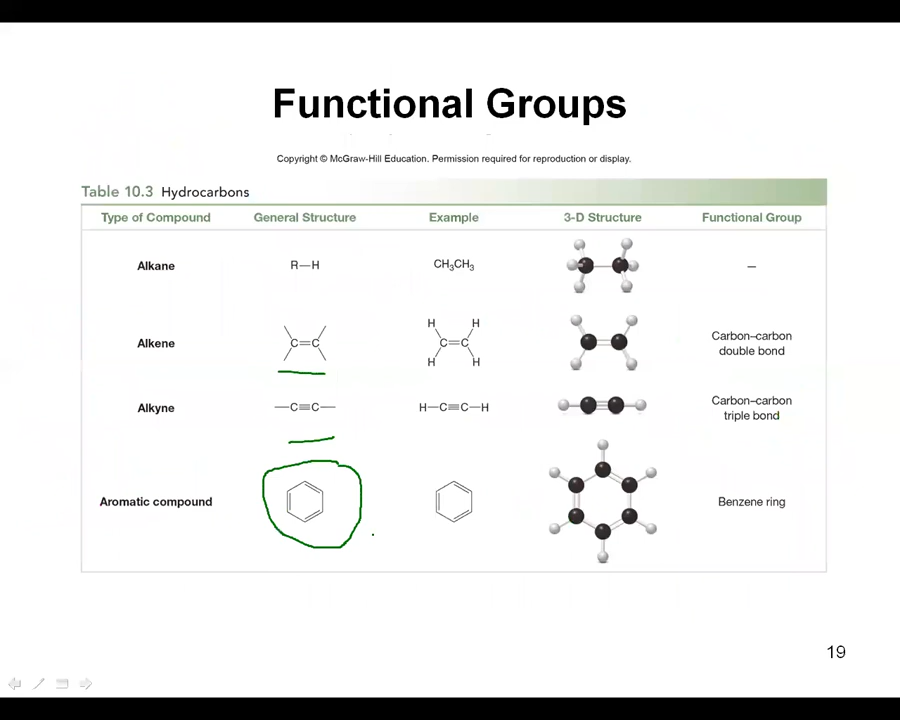 Functional Groups
Copyright © McGraw-Hill Education. Permission required for reproduction or display.
Table 10.3 Hydrocarbons
Type of Compound General Structure Example 3-D Structure Functional Group
Alkane R—H CH₃CH₃ —
Alkene C=C H H C=C H H Carbon–carbon double bond
Alkyne —C≡C— H—C≡C—H Carbon–carbon triple bond
Aromatic compound Benzene ring
19